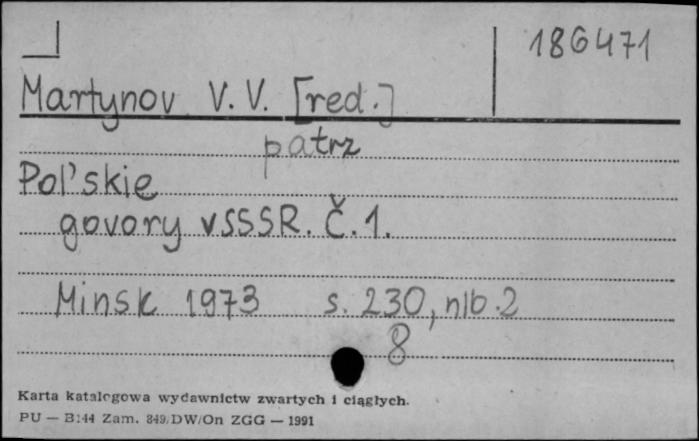 186471
Martynov V. V. [red.]
patrz
Pol'skie
govory v SSSR. Č. 1.
Minsk 1973 s. 230, nlb. 2
8
Karta katalogowa wydawnictw zwartych i ciągłych.
PU — B:44 Zam. 849/DW/On ZGG — 1991